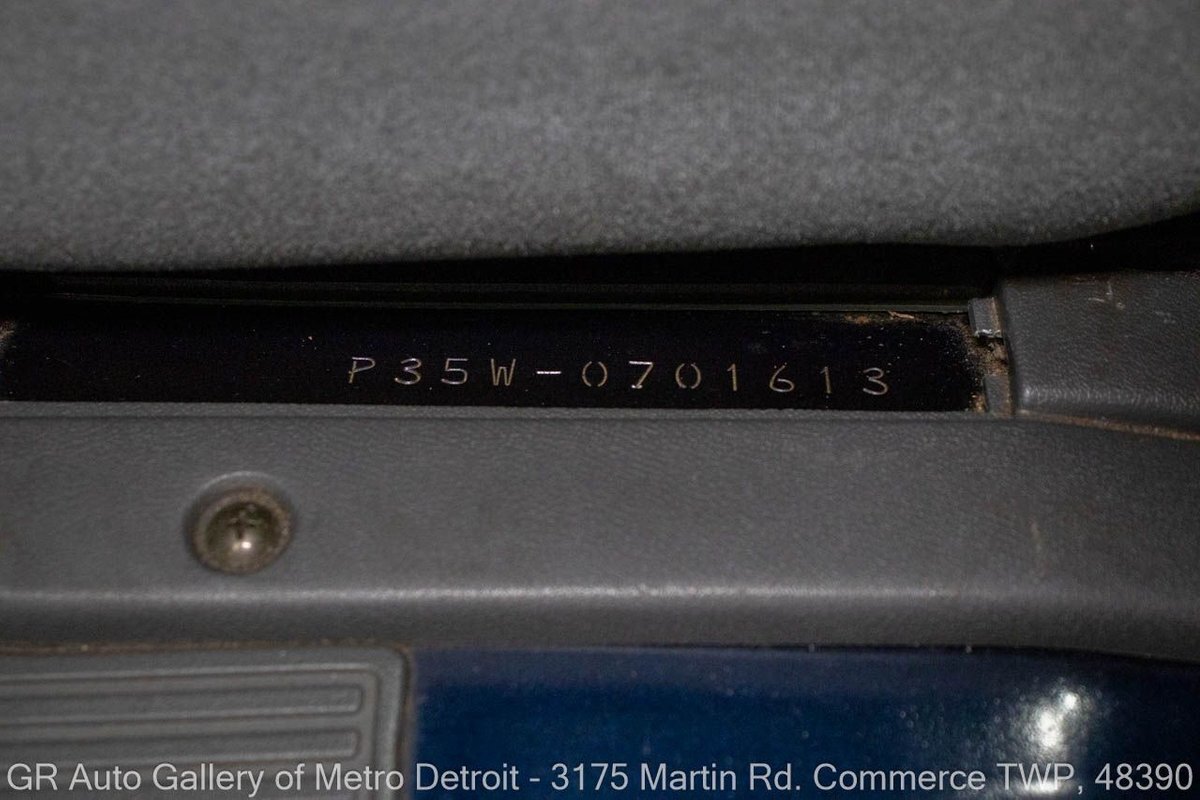 P35W-0701613
GR Auto Gallery of Metro Detroit - 3175 Martin Rd. Commerce TWP, 48390